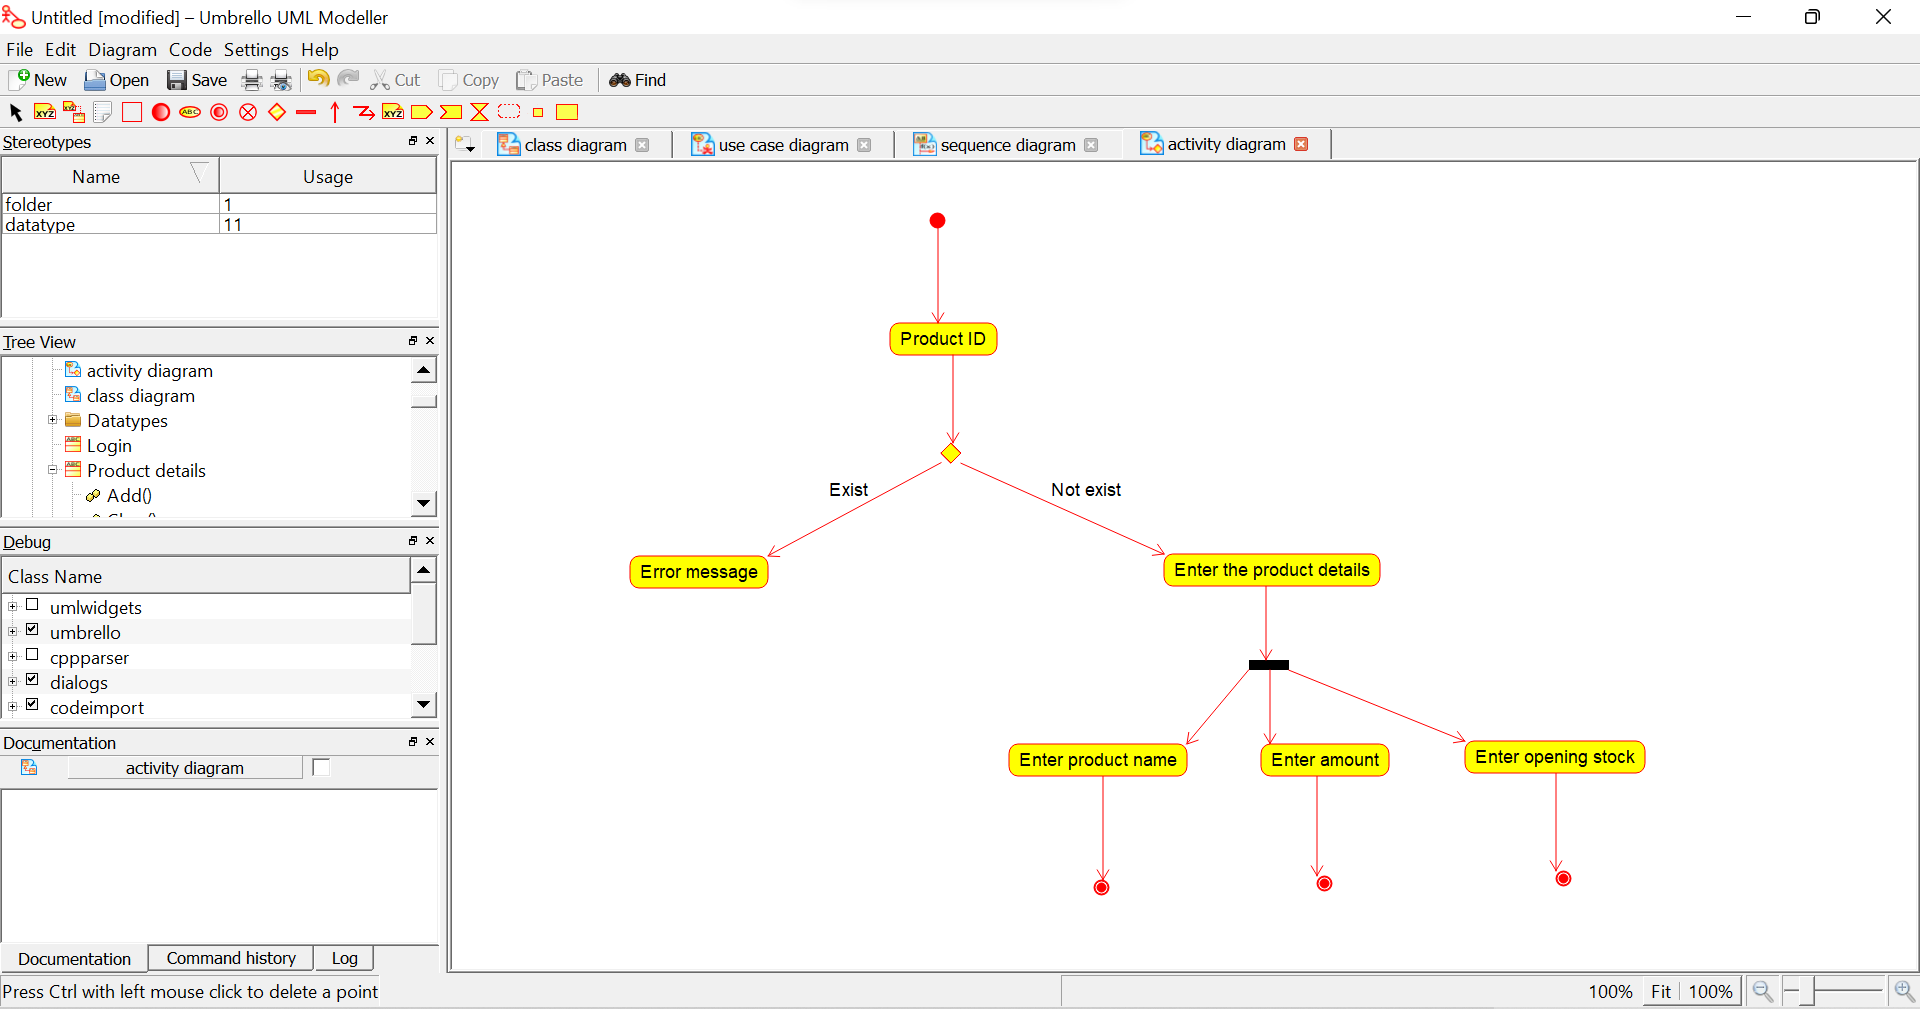 Untitled [modified] – Umbrello UML Modeller
File Edit Diagram Code Settings Help
New Open Save Cut Copy Paste Find
XYZ XYZ ABC XYZ
Stereotypes
class diagram use case diagram sequence diagram activity diagram
Name Usage
folder 1
datatype 11
Tree View
activity diagram
class diagram
Datatypes
Login
Product details
Add()
Debug
Class Name
umlwidgets
umbrello
cppparser
dialogs
codeimport
Documentation
activity diagram
Documentation Command history Log
Product ID
Exist Not exist
Error message Enter the product details
Enter product name Enter amount Enter opening stock
Press Ctrl with left mouse click to delete a point
100% Fit 100%